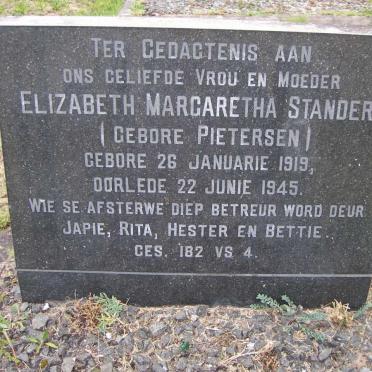 TER GEDAGTENIS AAN
ONS GELIEFDE VROU EN MOEDER
ELIZABETH MARGARETHA STANDER
(GEBORE PIETERSEN)
GEBORE 26 JANUARIE 1919,
OORLEDE 22 JUNIE 1945.
WIE SE AFSTERWE DIEP BETREUR WORD DEUR
JAPIE, RITA, HESTER EN BETTIE.
GES. 182 VS 4.